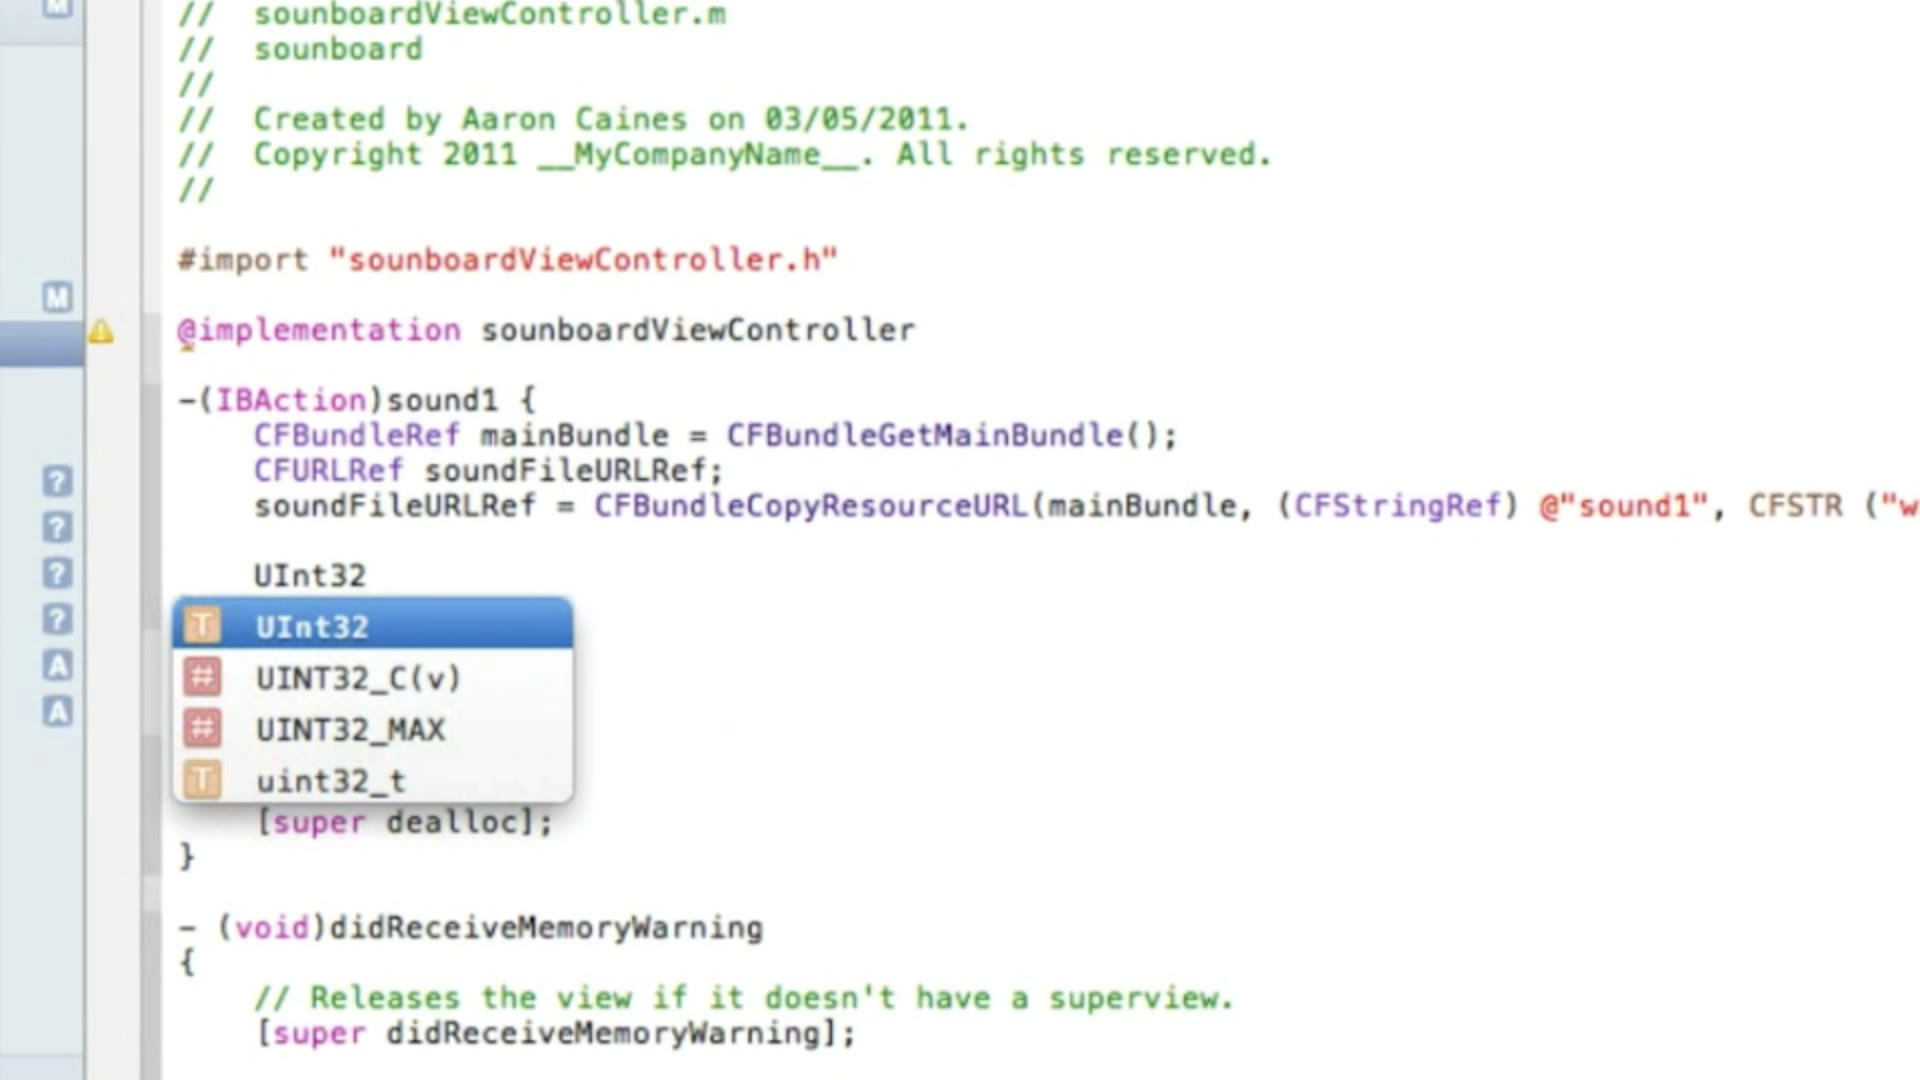 M
// sounboardViewController.m
// sounboard
//
// Created by Aaron Caines on 03/05/2011.
// Copyright 2011 __MyCompanyName__. All rights reserved.
//
#import "sounboardViewController.h"
M
@implementation sounboardViewController
-(IBAction)sound1 {
CFBundleRef mainBundle = CFBundleGetMainBundle();
CFURLRef soundFileURLRef;
?
soundFileURLRef = CFBundleCopyResourceURL(mainBundle, (CFStringRef) @"sound1", CFSTR ("w
?
UInt32
?
T UInt32
?
# UINT32_C(v)
A
# UINT32_MAX
A
T uint32_t
[super dealloc];
}
- (void)didReceiveMemoryWarning
{
// Releases the view if it doesn't have a superview.
[super didReceiveMemoryWarning];